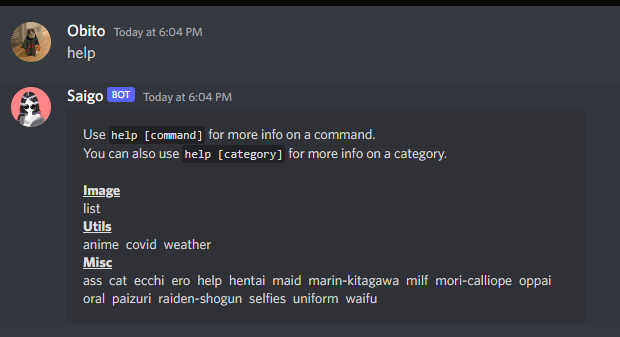 Obito Today at 6:04 PM
help
Saigo BOT Today at 6:04 PM
Use help [command] for more info on a command.
You can also use help [category] for more info on a category.
Image
list
Utils
anime covid weather
Misc
ass cat ecchi ero help hentai maid marin-kitagawa milf mori-calliope oppai
oral paizuri raiden-shogun selfies uniform waifu